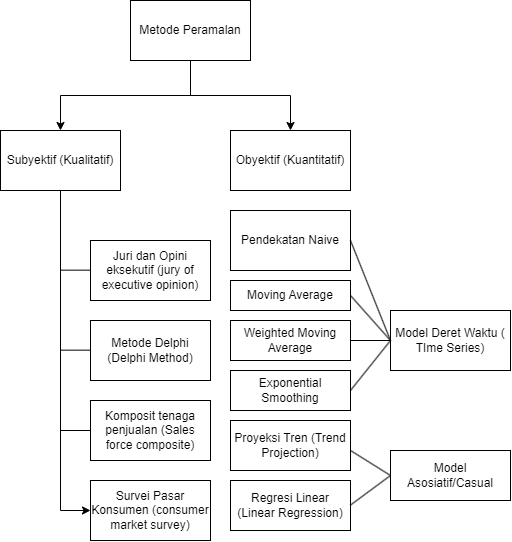 Metode Peramalan
Subyektif (Kualitatif)
Obyektif (Kuantitatif)
Juri dan Opini
eksekutif (jury of
executive opinion)
Metode Delphi
(Delphi Method)
Komposit tenaga
penjualan (Sales
force composite)
Survei Pasar
Konsumen (consumer
market survey)
Pendekatan Naive
Moving Average
Weighted Moving
Average
Exponential
Smoothing
Proyeksi Tren (Trend
Projection)
Regresi Linear
(Linear Regression)
Model Deret Waktu (
TIme Series)
Model
Asosiatif/Casual